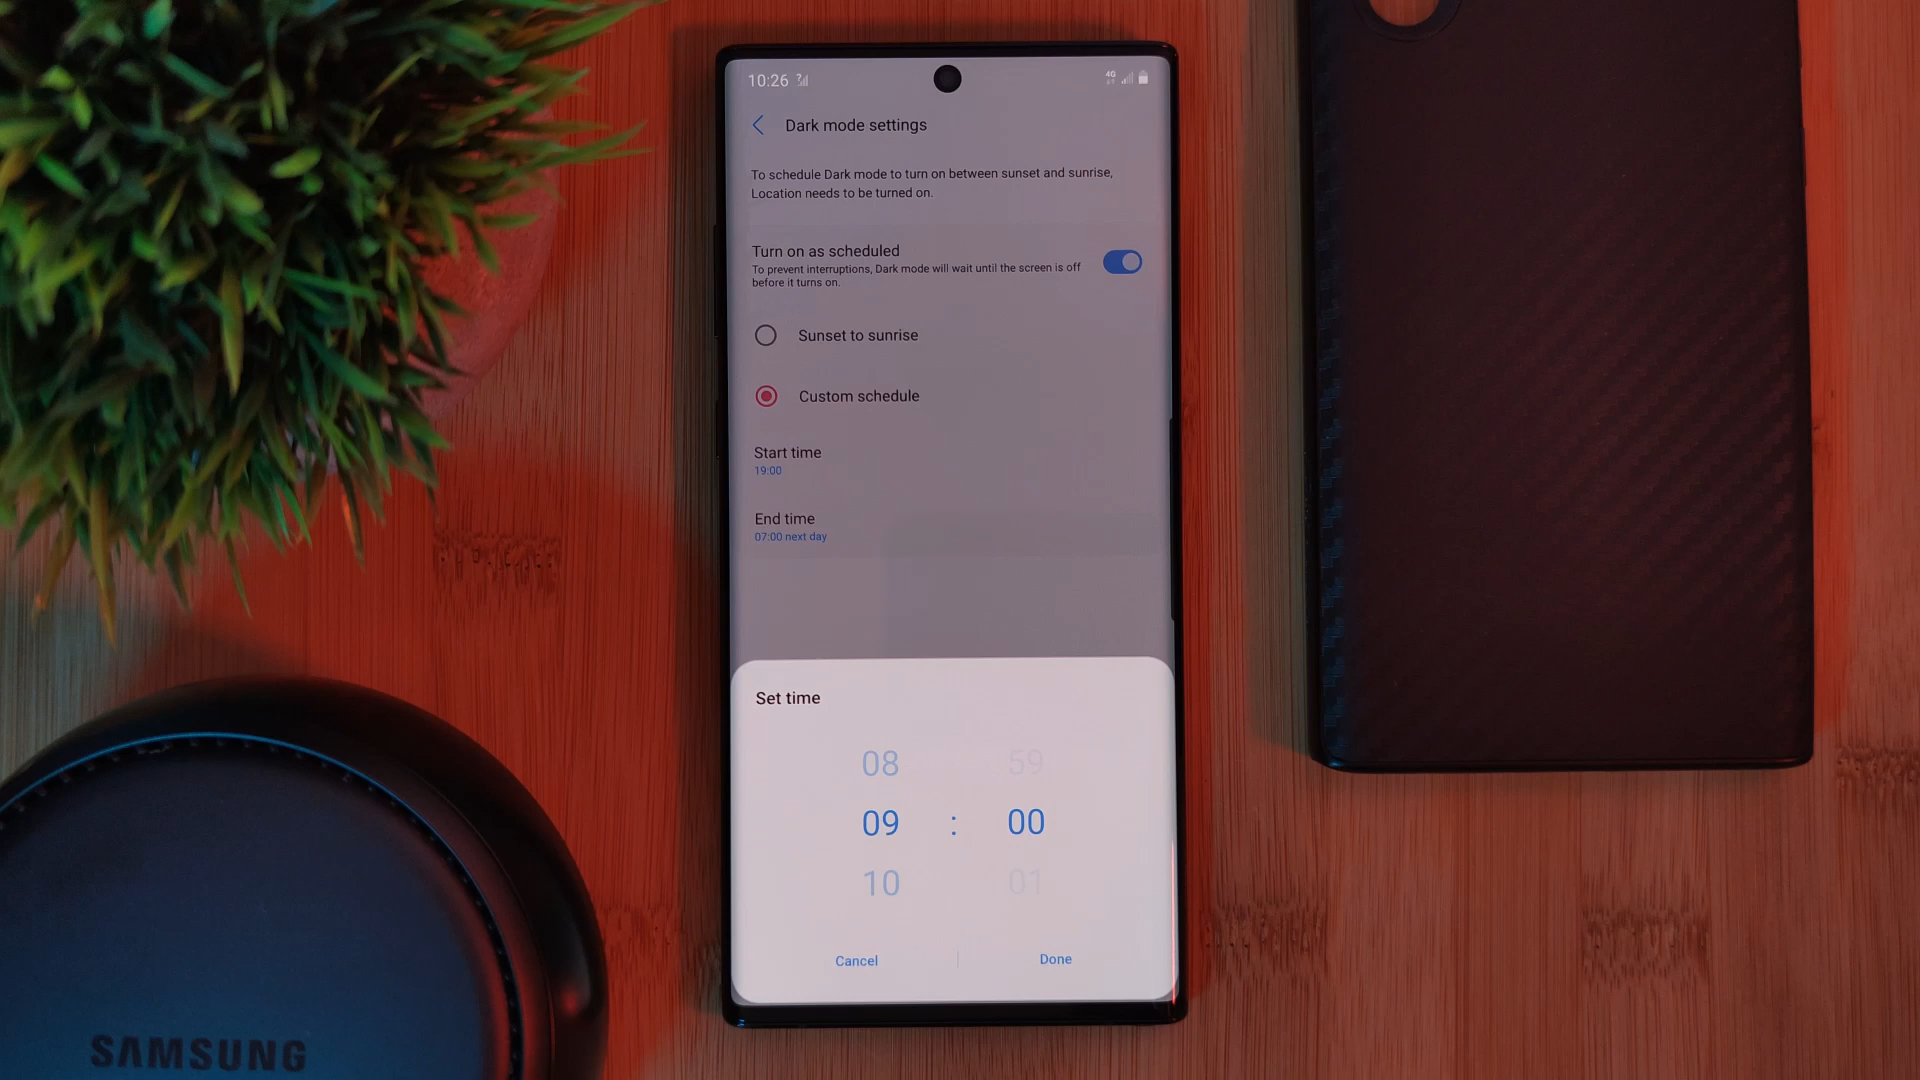 10:26
4G
Dark mode settings
To schedule Dark mode to turn on between sunset and sunrise,
Location needs to be turned on.
Turn on as scheduled
To prevent interruptions, Dark mode will wait until the screen is off
before it turns on.
Sunset to sunrise
Custom schedule
Start time
19:00
End time
07:00 next day
Set time
08 59
09 : 00
10 01
Cancel Done
SAMSUNG